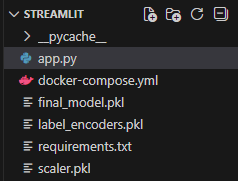 STREAMLIT
__pycache__
app.py
docker-compose.yml
final_model.pkl
label_encoders.pkl
requirements.txt
scaler.pkl